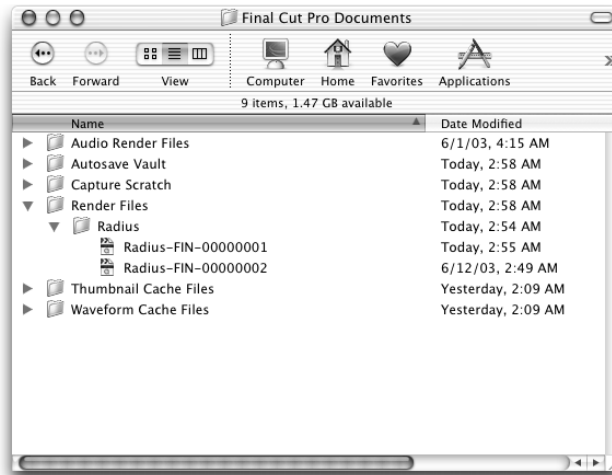 Final Cut Pro Documents
Back Forward View Computer Home Favorites Applications
9 items, 1.47 GB available
Name Date Modified
Audio Render Files 6/1/03, 4:15 AM
Autosave Vault Today, 2:58 AM
Capture Scratch Today, 2:58 AM
Render Files Today, 2:58 AM
Radius Today, 2:54 AM
Radius-FIN-00000001 Today, 2:55 AM
Radius-FIN-00000002 6/12/03, 2:49 AM
Thumbnail Cache Files Yesterday, 2:09 AM
Waveform Cache Files Yesterday, 2:09 AM